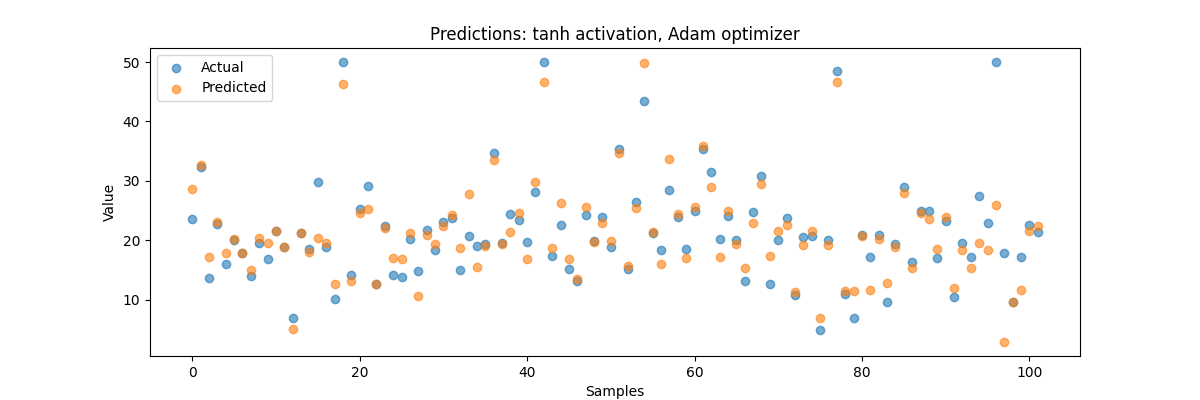 Predictions: tanh activation, Adam optimizer
Actual
Predicted
50
40
30
20
10
Value
0 20 40 60 80 100
Samples